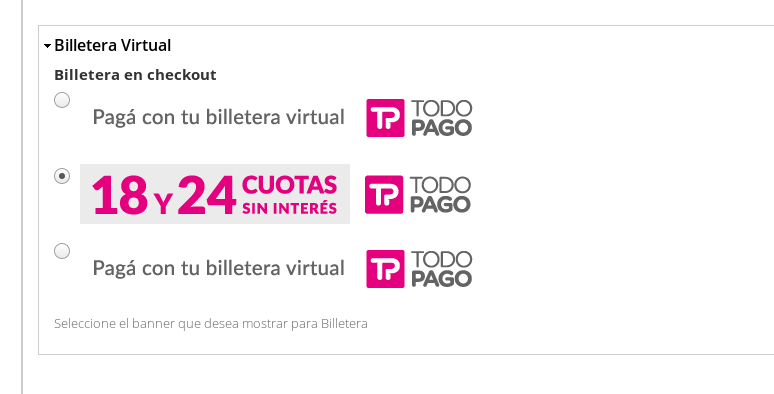 Billetera Virtual
Billetera en checkout
Pagá con tu billetera virtual TP TODO PAGO
18 Y 24 CUOTAS SIN INTERÉS TP TODO PAGO
Pagá con tu billetera virtual TP TODO PAGO
Seleccione el banner que desea mostrar para Billetera